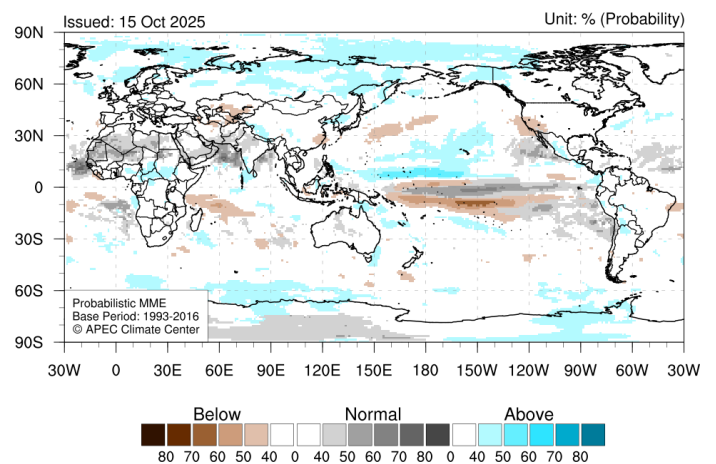 Issued: 15 Oct 2025
Unit: % (Probability)
90N
60N
30N
0
30S
60S
90S
Probabilistic MME
Base Period: 1993-2016
© APEC Climate Center
30W 0 30E 60E 90E 120E 150E 180 150W 120W 90W 60W 30W
Below Normal Above
80 70 60 50 40 0 40 50 60 70 80 0 40 50 60 70 80